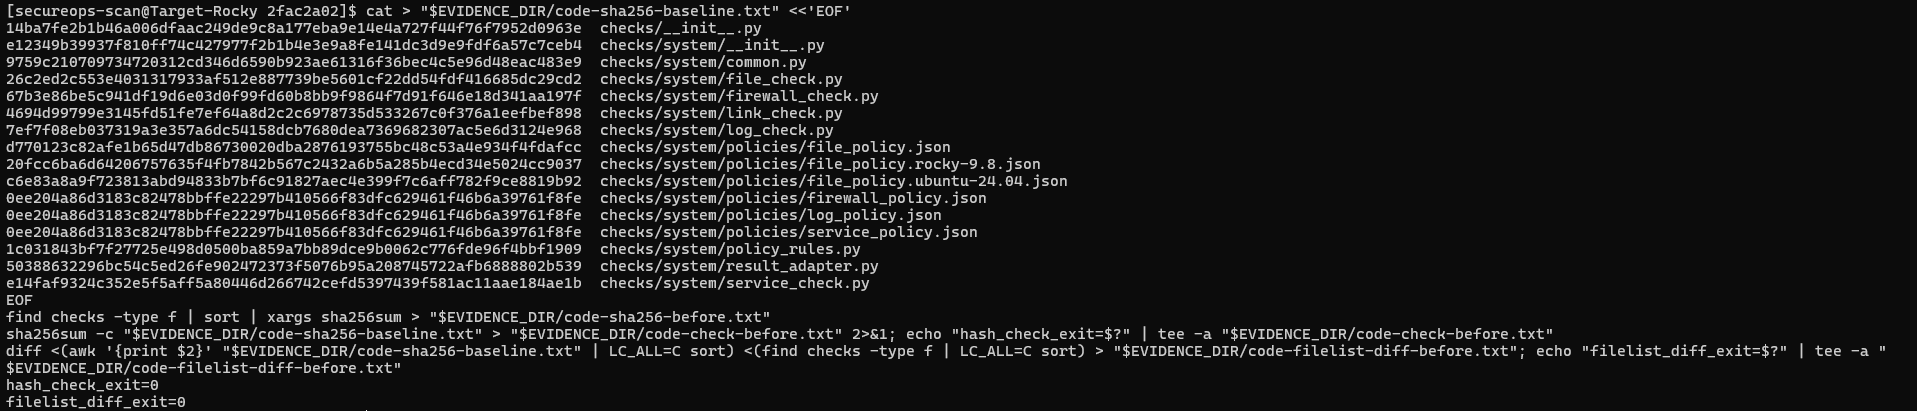 [secureops-scan@Target-Rocky 2fac2a02]$ cat > "$EVIDENCE_DIR/code-sha256-baseline.txt" <<'EOF'
14ba7fe2b1b46a006dfaac249de9c8a177eba9e14e4a727f44f76f7952d0963e  checks/__init__.py
e12349b39937f810ff74c427977f2b1b4e3e9a8fe141dc3d9e9fdf6a57c7ceb4  checks/system/__init__.py
9759c210709734720312cd346d6590b923ae61316f36bec4c5e96d48eac483e9  checks/system/common.py
26c2ed2c553e4031317933af512e887739be5601cf22dd54fdf416685dc29cd2  checks/system/file_check.py
67b3e86be5c941df19d6e03d0f99fd60b8bb9f9864f7d91f646e18d341aa197f  checks/system/firewall_check.py
4694d99799e3145fd51fe7ef64a8d2c2c6978735d533267c0f376a1eefbef898  checks/system/link_check.py
7ef7f08eb037319a3e357a6dc54158dcb7680dea7369682307ac5e6d3124e968  checks/system/log_check.py
d770123c82afe1b65d47db86730020dba2876193755bc48c53a4e934f4fdafcc  checks/system/policies/file_policy.json
20fcc6ba6d64206757635f4fb7842b567c2432a6b5a285b4ecd34e5024cc9037  checks/system/policies/file_policy.rocky-9.8.json
c6e83a8a9f723813abd94833b7bf6c91827aec4e399f7c6aff782f9ce8819b92  checks/system/policies/file_policy.ubuntu-24.04.json
0ee204a86d3183c82478bbffe22297b410566f83dfc629461f46b6a39761f8fe  checks/system/policies/firewall_policy.json
0ee204a86d3183c82478bbffe22297b410566f83dfc629461f46b6a39761f8fe  checks/system/policies/log_policy.json
0ee204a86d3183c82478bbffe22297b410566f83dfc629461f46b6a39761f8fe  checks/system/policies/service_policy.json
1c031843bf7f27725e498d0500ba859a7bb89dce9b0062c776fde96f4bbf1909  checks/system/policy_rules.py
50388632296bc54c5ed26fe902472373f5076b95a208745722afb6888802b539  checks/system/result_adapter.py
e14faf9324c352e5f5aff5a80446d266742cefd5397439f581ac11aae184ae1b  checks/system/service_check.py
EOF
find checks -type f | sort | xargs sha256sum > "$EVIDENCE_DIR/code-sha256-before.txt"
sha256sum -c "$EVIDENCE_DIR/code-sha256-baseline.txt" > "$EVIDENCE_DIR/code-check-before.txt" 2>&1; echo "hash_check_exit=$?" | tee -a "$EVIDENCE_DIR/code-check-before.txt"
diff <(awk '{print $2}' "$EVIDENCE_DIR/code-sha256-baseline.txt" | LC_ALL=C sort) <(find checks -type f | LC_ALL=C sort) > "$EVIDENCE_DIR/code-filelist-diff-before.txt"; echo "filelist_diff_exit=$?" | tee -a "
$EVIDENCE_DIR/code-filelist-diff-before.txt"
hash_check_exit=0
filelist_diff_exit=0